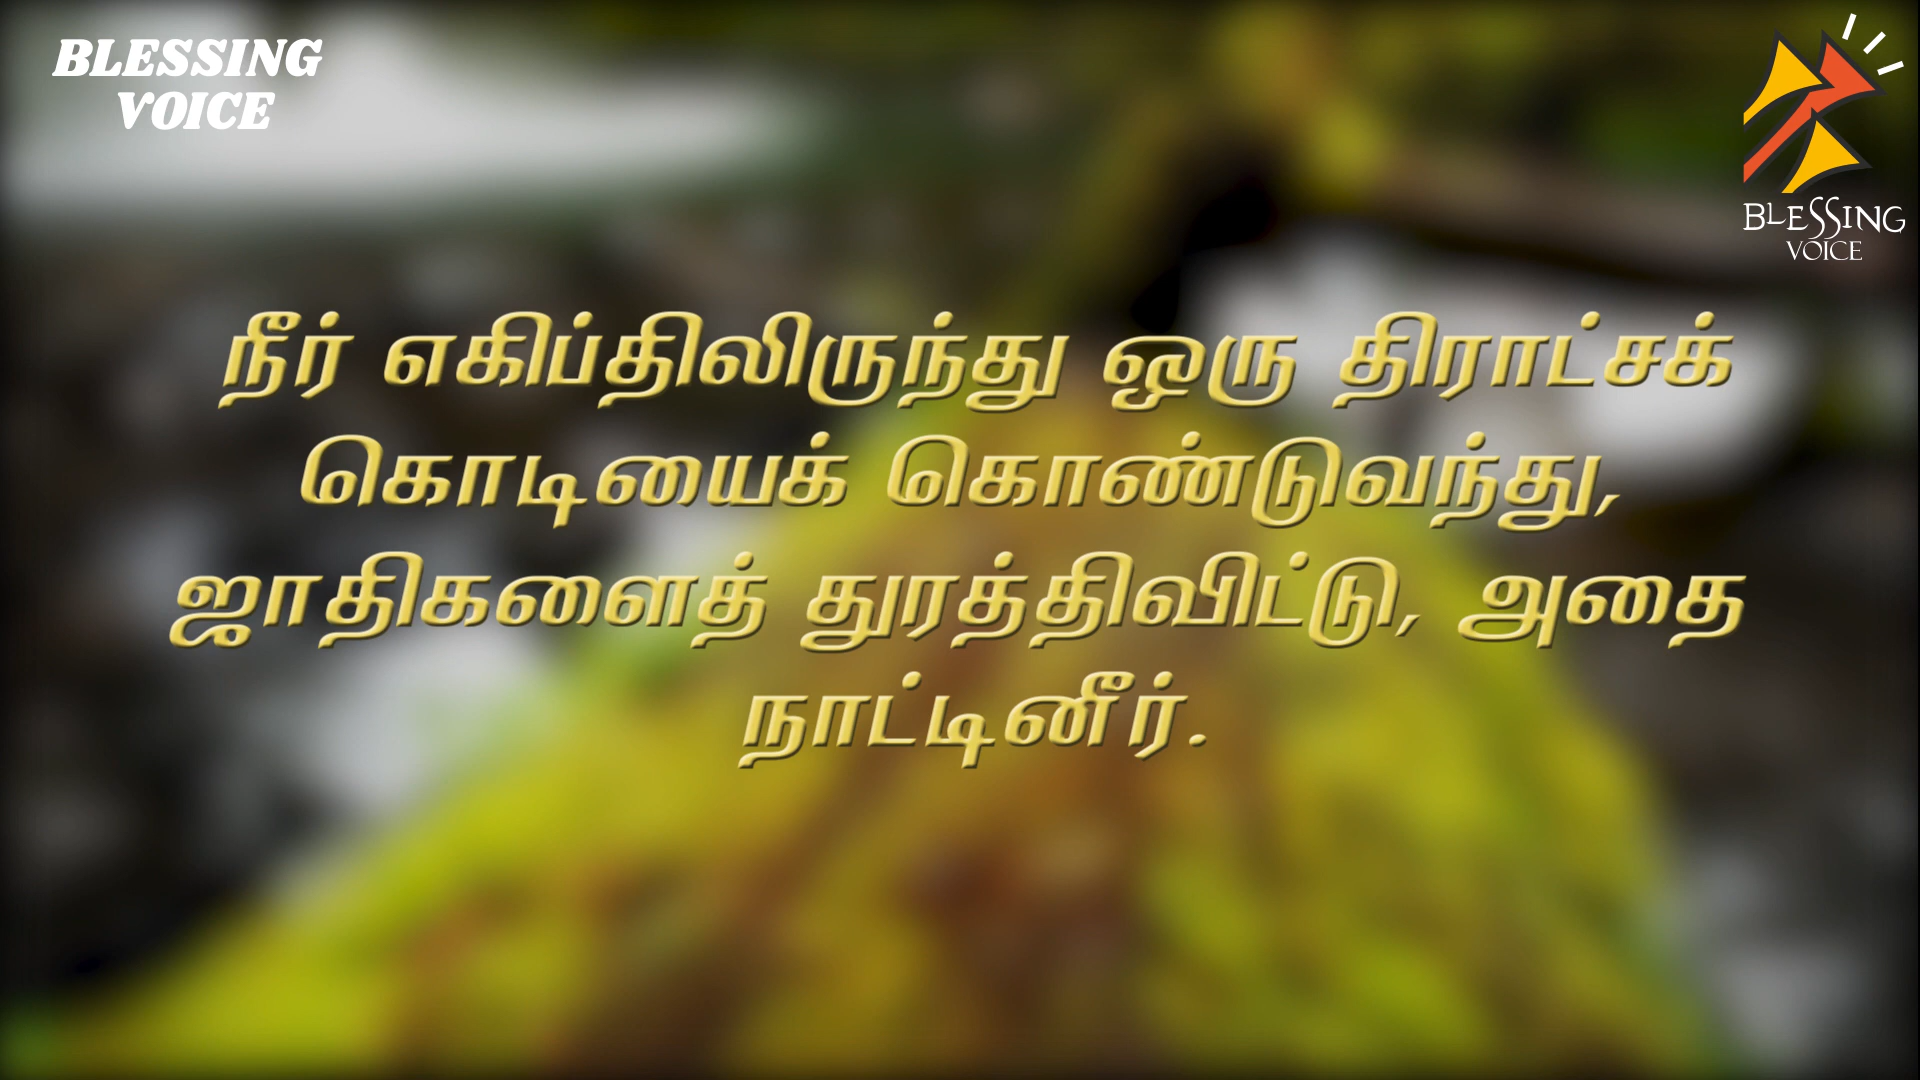 BLESSING
VOICE
BLESSING
VOICE
நீர் எகிப்திலிருந்து ஒரு திராட்சக்
கொடியைக் கொண்டுவந்து,
ஜாதிகளைத் துரத்திவிட்டு, அதை
நாட்டினீர்.